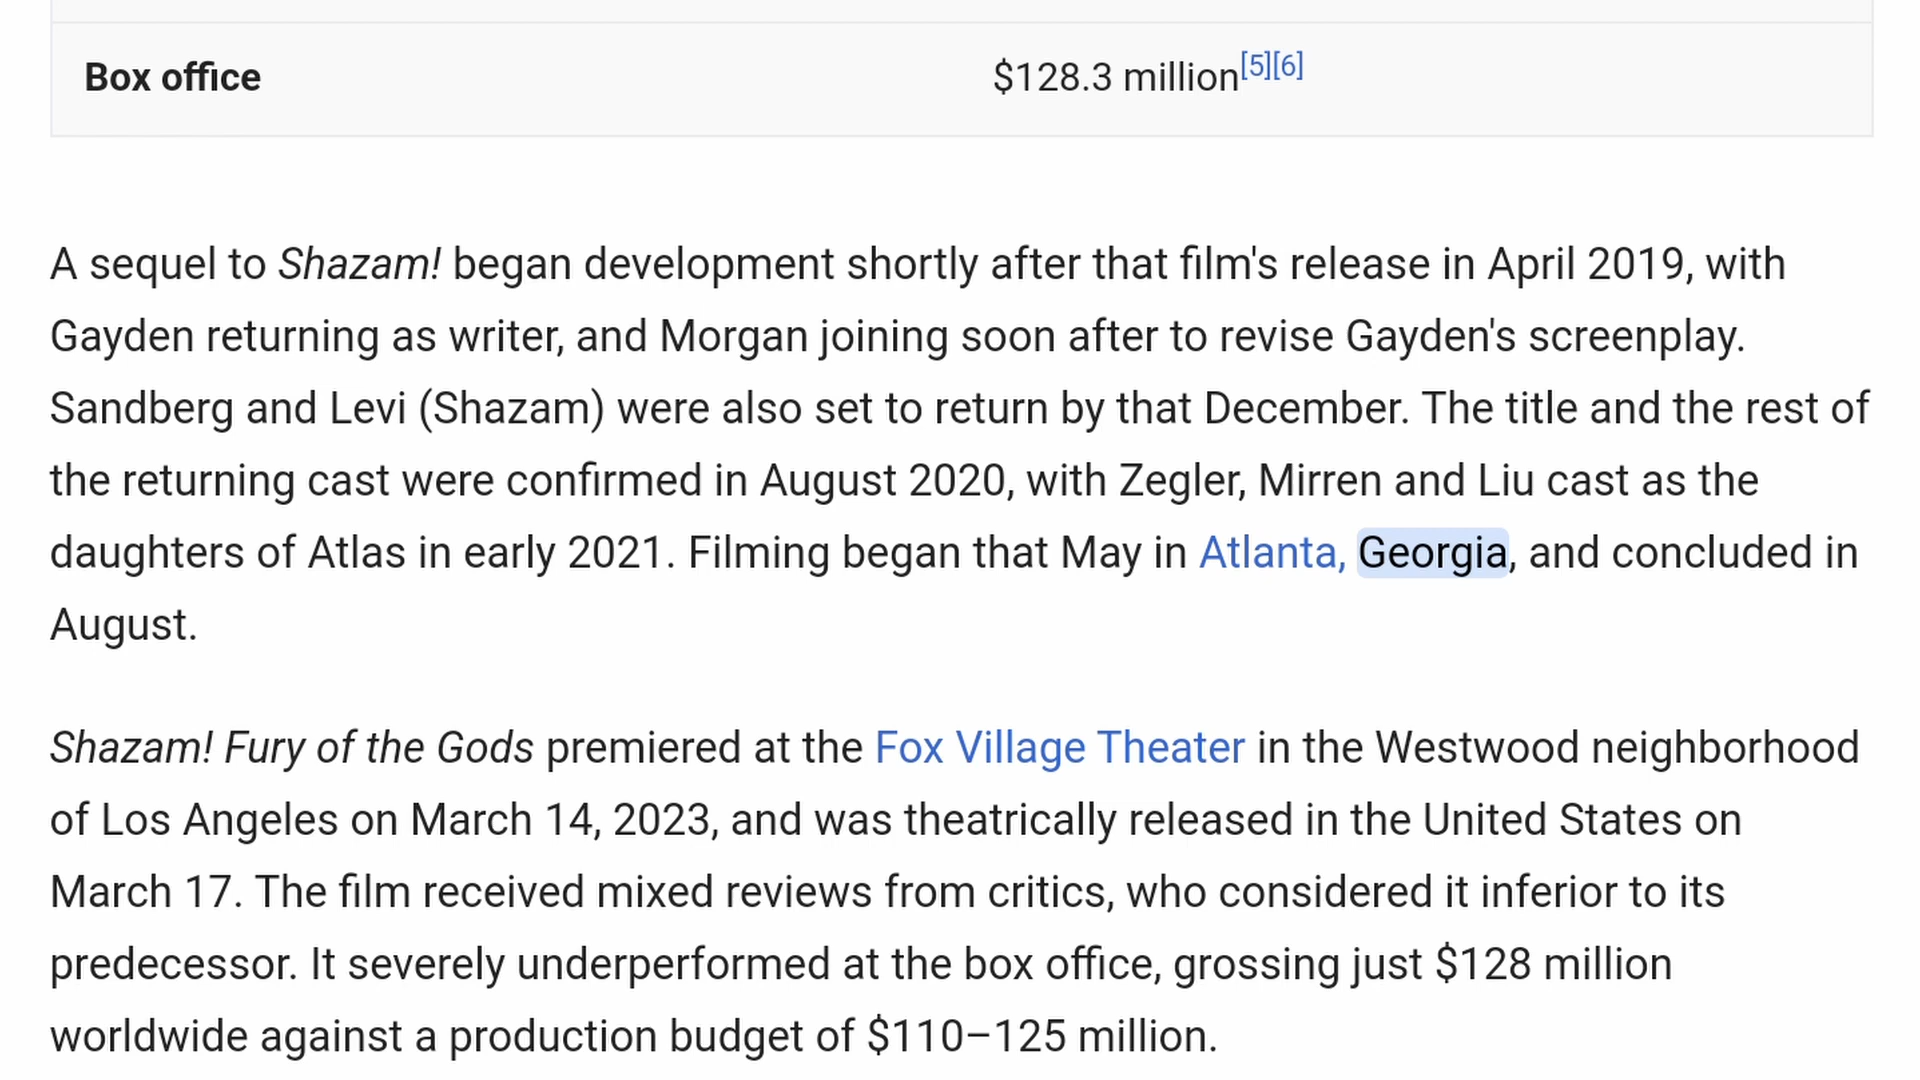 Box office $128.3 million[5][6]
A sequel to Shazam! began development shortly after that film's release in April 2019, with
Gayden returning as writer, and Morgan joining soon after to revise Gayden's screenplay.
Sandberg and Levi (Shazam) were also set to return by that December. The title and the rest of
the returning cast were confirmed in August 2020, with Zegler, Mirren and Liu cast as the
daughters of Atlas in early 2021. Filming began that May in Atlanta, Georgia, and concluded in
August.
Shazam! Fury of the Gods premiered at the Fox Village Theater in the Westwood neighborhood
of Los Angeles on March 14, 2023, and was theatrically released in the United States on
March 17. The film received mixed reviews from critics, who considered it inferior to its
predecessor. It severely underperformed at the box office, grossing just $128 million
worldwide against a production budget of $110–125 million.